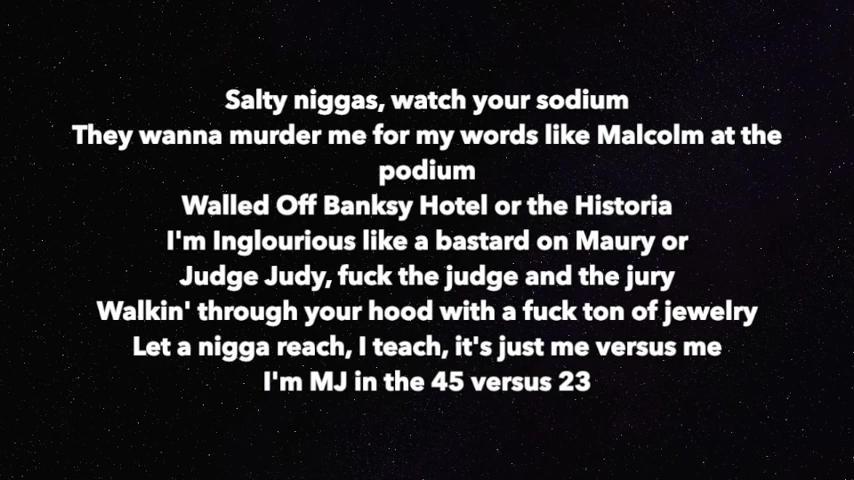 Salty niggas, watch your sodium
They wanna murder me for my words like Malcolm at the
podium
Walled Off Banksy Hotel or the Historia
I'm Inglourious like a bastard on Maury or
Judge Judy, fuck the judge and the jury
Walkin' through your hood with a fuck ton of jewelry
Let a nigga reach, I teach, it's just me versus me
I'm MJ in the 45 versus 23